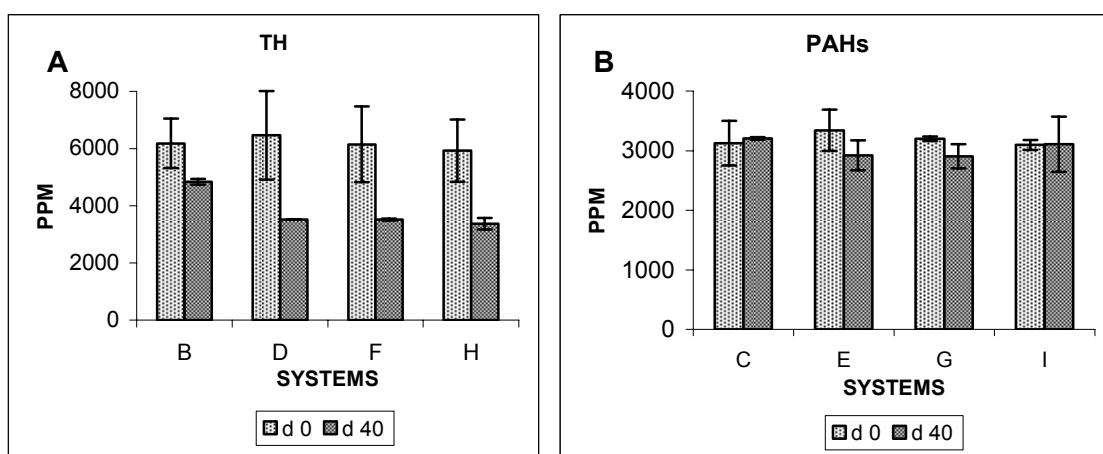 TH
A
8000
6000
4000
2000
0
PPM
B D F H
SYSTEMS
d 0 d 40
PAHs
B
4000
3000
2000
1000
0
PPM
C E G I
SYSTEMS
d 0 d 40